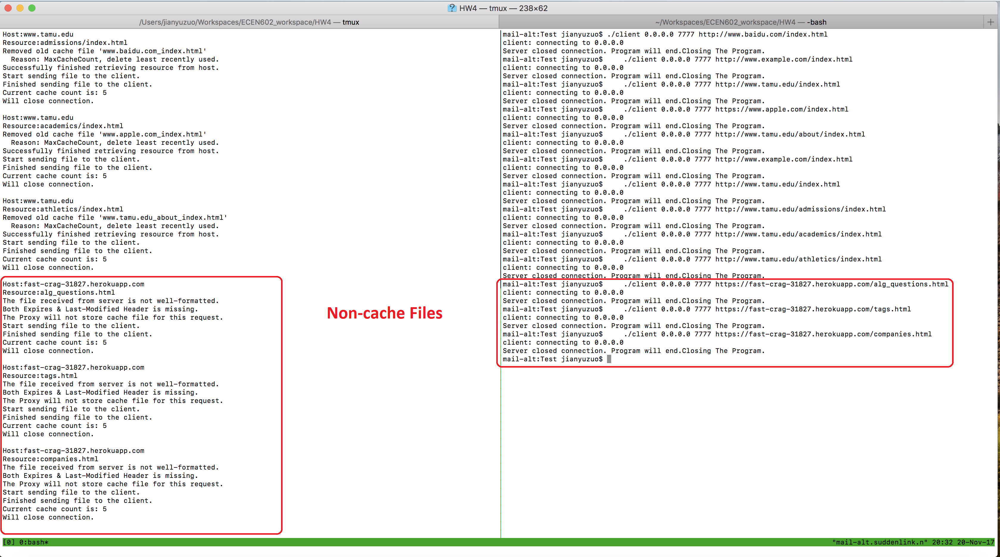 HW4 — tmux — 238×62
/Users/jianyuzuo/Workspaces/ECEN602_workspace/HW4 — tmux
~/Workspaces/ECEN602_workspace/HW4 — -bash
Host:www.tamu.edu
Resource:admissions/index.html
Removed old cache file 'www.baidu.com_index.html'
  Reason: MaxCacheCount, delete least recently used.
Successfully finished retrieving resource from host.
Start sending file to the client.
Finished sending file to the client.
Current cache count is: 5
Will close connection.
Host:www.tamu.edu
Resource:academics/index.html
Removed old cache file 'www.apple.com_index.html'
  Reason: MaxCacheCount, delete least recently used.
Successfully finished retrieving resource from host.
Start sending file to the client.
Finished sending file to the client.
Current cache count is: 5
Will close connection.
Host:www.tamu.edu
Resource:athletics/index.html
Removed old cache file 'www.tamu.edu_about_index.html'
  Reason: MaxCacheCount, delete least recently used.
Successfully finished retrieving resource from host.
Start sending file to the client.
Finished sending file to the client.
Current cache count is: 5
Will close connection.
Host:fast-crag-31827.herokuapp.com
Resource:alg_questions.html
The file received from server is not well-formatted.
Both Expires & Last-Modified Header is missing.
The Proxy will not store cache file for this request.
Start sending file to the client.
Finished sending file to the client.
Current cache count is: 5
Will close connection.
Host:fast-crag-31827.herokuapp.com
Resource:tags.html
The file received from server is not well-formatted.
Both Expires & Last-Modified Header is missing.
The Proxy will not store cache file for this request.
Start sending file to the client.
Finished sending file to the client.
Current cache count is: 5
Will close connection.
Host:fast-crag-31827.herokuapp.com
Resource:companies.html
The file received from server is not well-formatted.
Both Expires & Last-Modified Header is missing.
The Proxy will not store cache file for this request.
Start sending file to the client.
Finished sending file to the client.
Current cache count is: 5
Will close connection.
Non-cache Files
mail-alt:Test jianyuzuo$ ./client 0.0.0.0 7777 http://www.baidu.com/index.html
client: connecting to 0.0.0.0
Server closed connection. Program will end.Closing The Program.
mail-alt:Test jianyuzuo$     ./client 0.0.0.0 7777 http://www.example.com/index.html
client: connecting to 0.0.0.0
Server closed connection. Program will end.Closing The Program.
mail-alt:Test jianyuzuo$     ./client 0.0.0.0 7777 http://www.tamu.edu/index.html
client: connecting to 0.0.0.0
Server closed connection. Program will end.Closing The Program.
mail-alt:Test jianyuzuo$     ./client 0.0.0.0 7777 https://www.apple.com/index.html
client: connecting to 0.0.0.0
Server closed connection. Program will end.Closing The Program.
mail-alt:Test jianyuzuo$     ./client 0.0.0.0 7777 http://www.tamu.edu/about/index.html
client: connecting to 0.0.0.0
Server closed connection. Program will end.Closing The Program.
mail-alt:Test jianyuzuo$     ./client 0.0.0.0 7777 http://www.example.com/index.html
client: connecting to 0.0.0.0
Server closed connection. Program will end.Closing The Program.
mail-alt:Test jianyuzuo$     ./client 0.0.0.0 7777 http://www.tamu.edu/index.html
client: connecting to 0.0.0.0
Server closed connection. Program will end.Closing The Program.
mail-alt:Test jianyuzuo$     ./client 0.0.0.0 7777 http://www.tamu.edu/admissions/index.html
client: connecting to 0.0.0.0
Server closed connection. Program will end.Closing The Program.
mail-alt:Test jianyuzuo$     ./client 0.0.0.0 7777 http://www.tamu.edu/academics/index.html
client: connecting to 0.0.0.0
Server closed connection. Program will end.Closing The Program.
mail-alt:Test jianyuzuo$     ./client 0.0.0.0 7777 http://www.tamu.edu/athletics/index.html
client: connecting to 0.0.0.0
Server closed connection. Program will end.Closing The Program.
mail-alt:Test jianyuzuo$     ./client 0.0.0.0 7777 https://fast-crag-31827.herokuapp.com/alg_questions.html
client: connecting to 0.0.0.0
Server closed connection. Program will end.Closing The Program.
mail-alt:Test jianyuzuo$     ./client 0.0.0.0 7777 https://fast-crag-31827.herokuapp.com/tags.html
client: connecting to 0.0.0.0
Server closed connection. Program will end.Closing The Program.
mail-alt:Test jianyuzuo$     ./client 0.0.0.0 7777 https://fast-crag-31827.herokuapp.com/companies.html
client: connecting to 0.0.0.0
Server closed connection. Program will end.Closing The Program.
mail-alt:Test jianyuzuo$
[0] 0:bash*
"mail-alt.suddenlink.n" 20:32 20-Nov-17